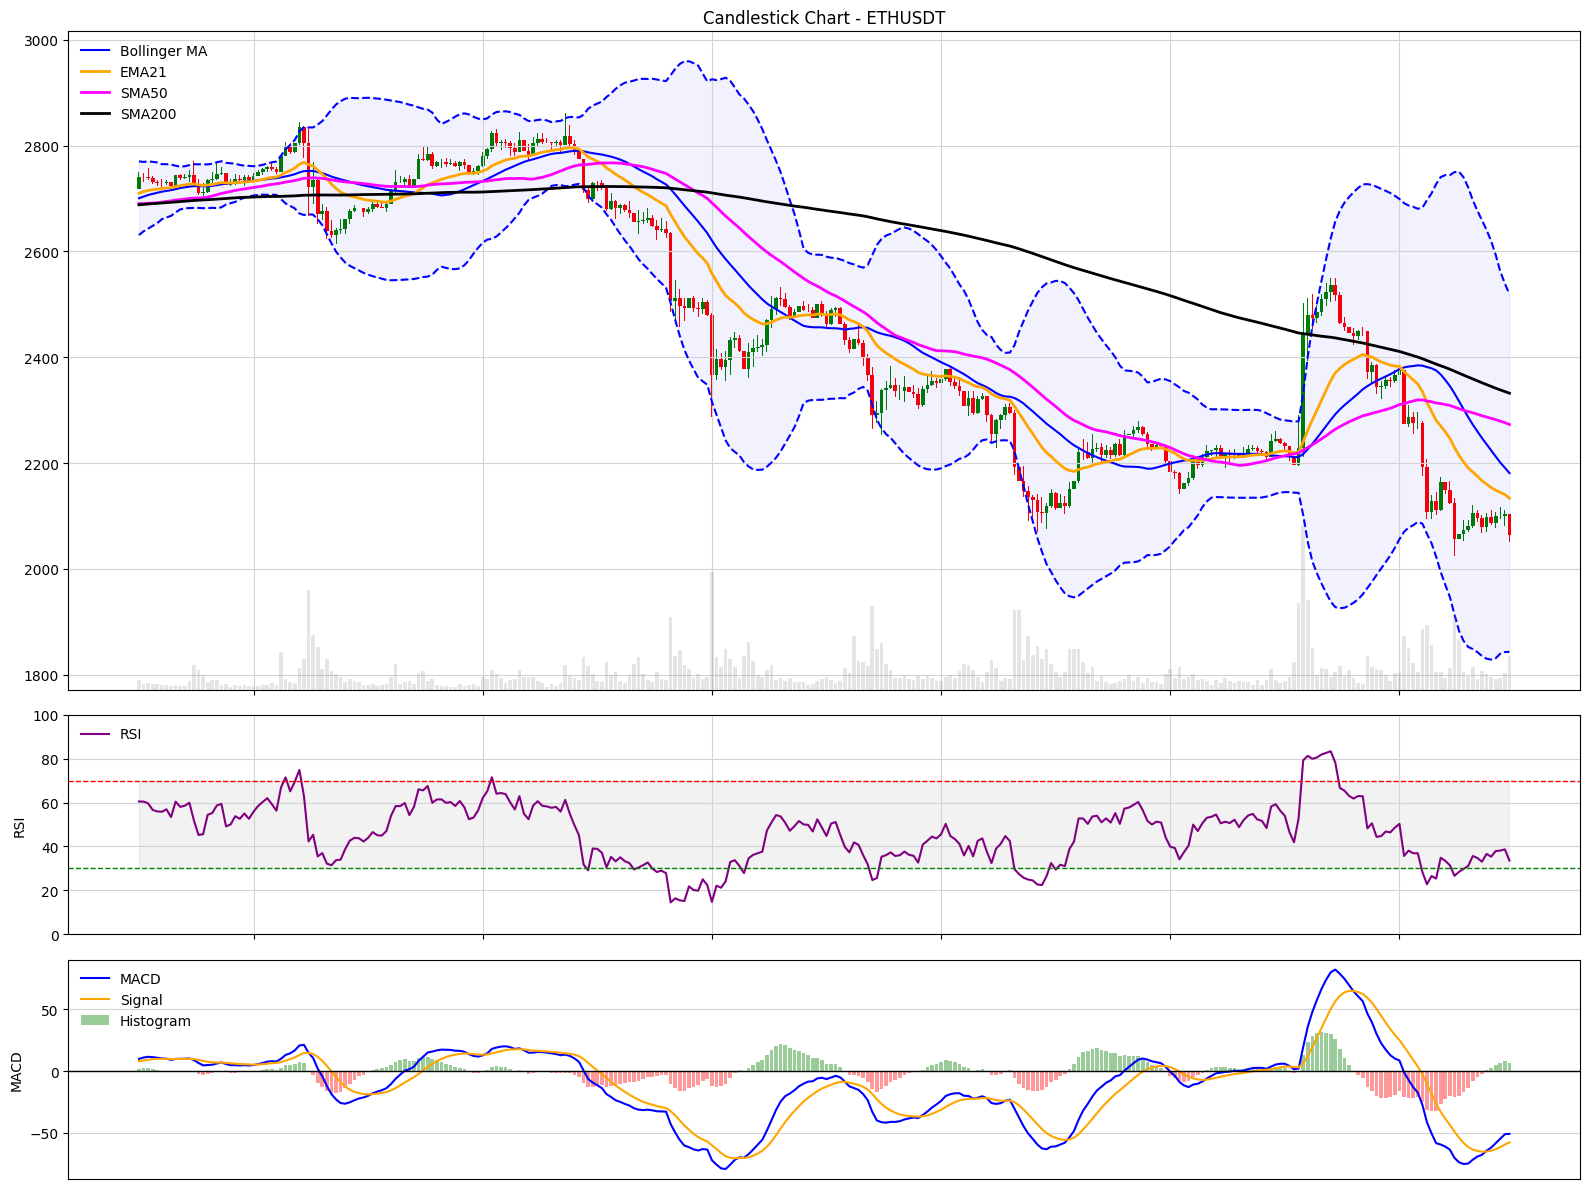 Candlestick Chart - ETHUSDT
3000
2800
2600
2400
2200
2000
1800
Bollinger MA
EMA21
SMA50
SMA200
100
80
60
40
20
0
RSI
RSI
50
0
−50
MACD
MACD
Signal
Histogram